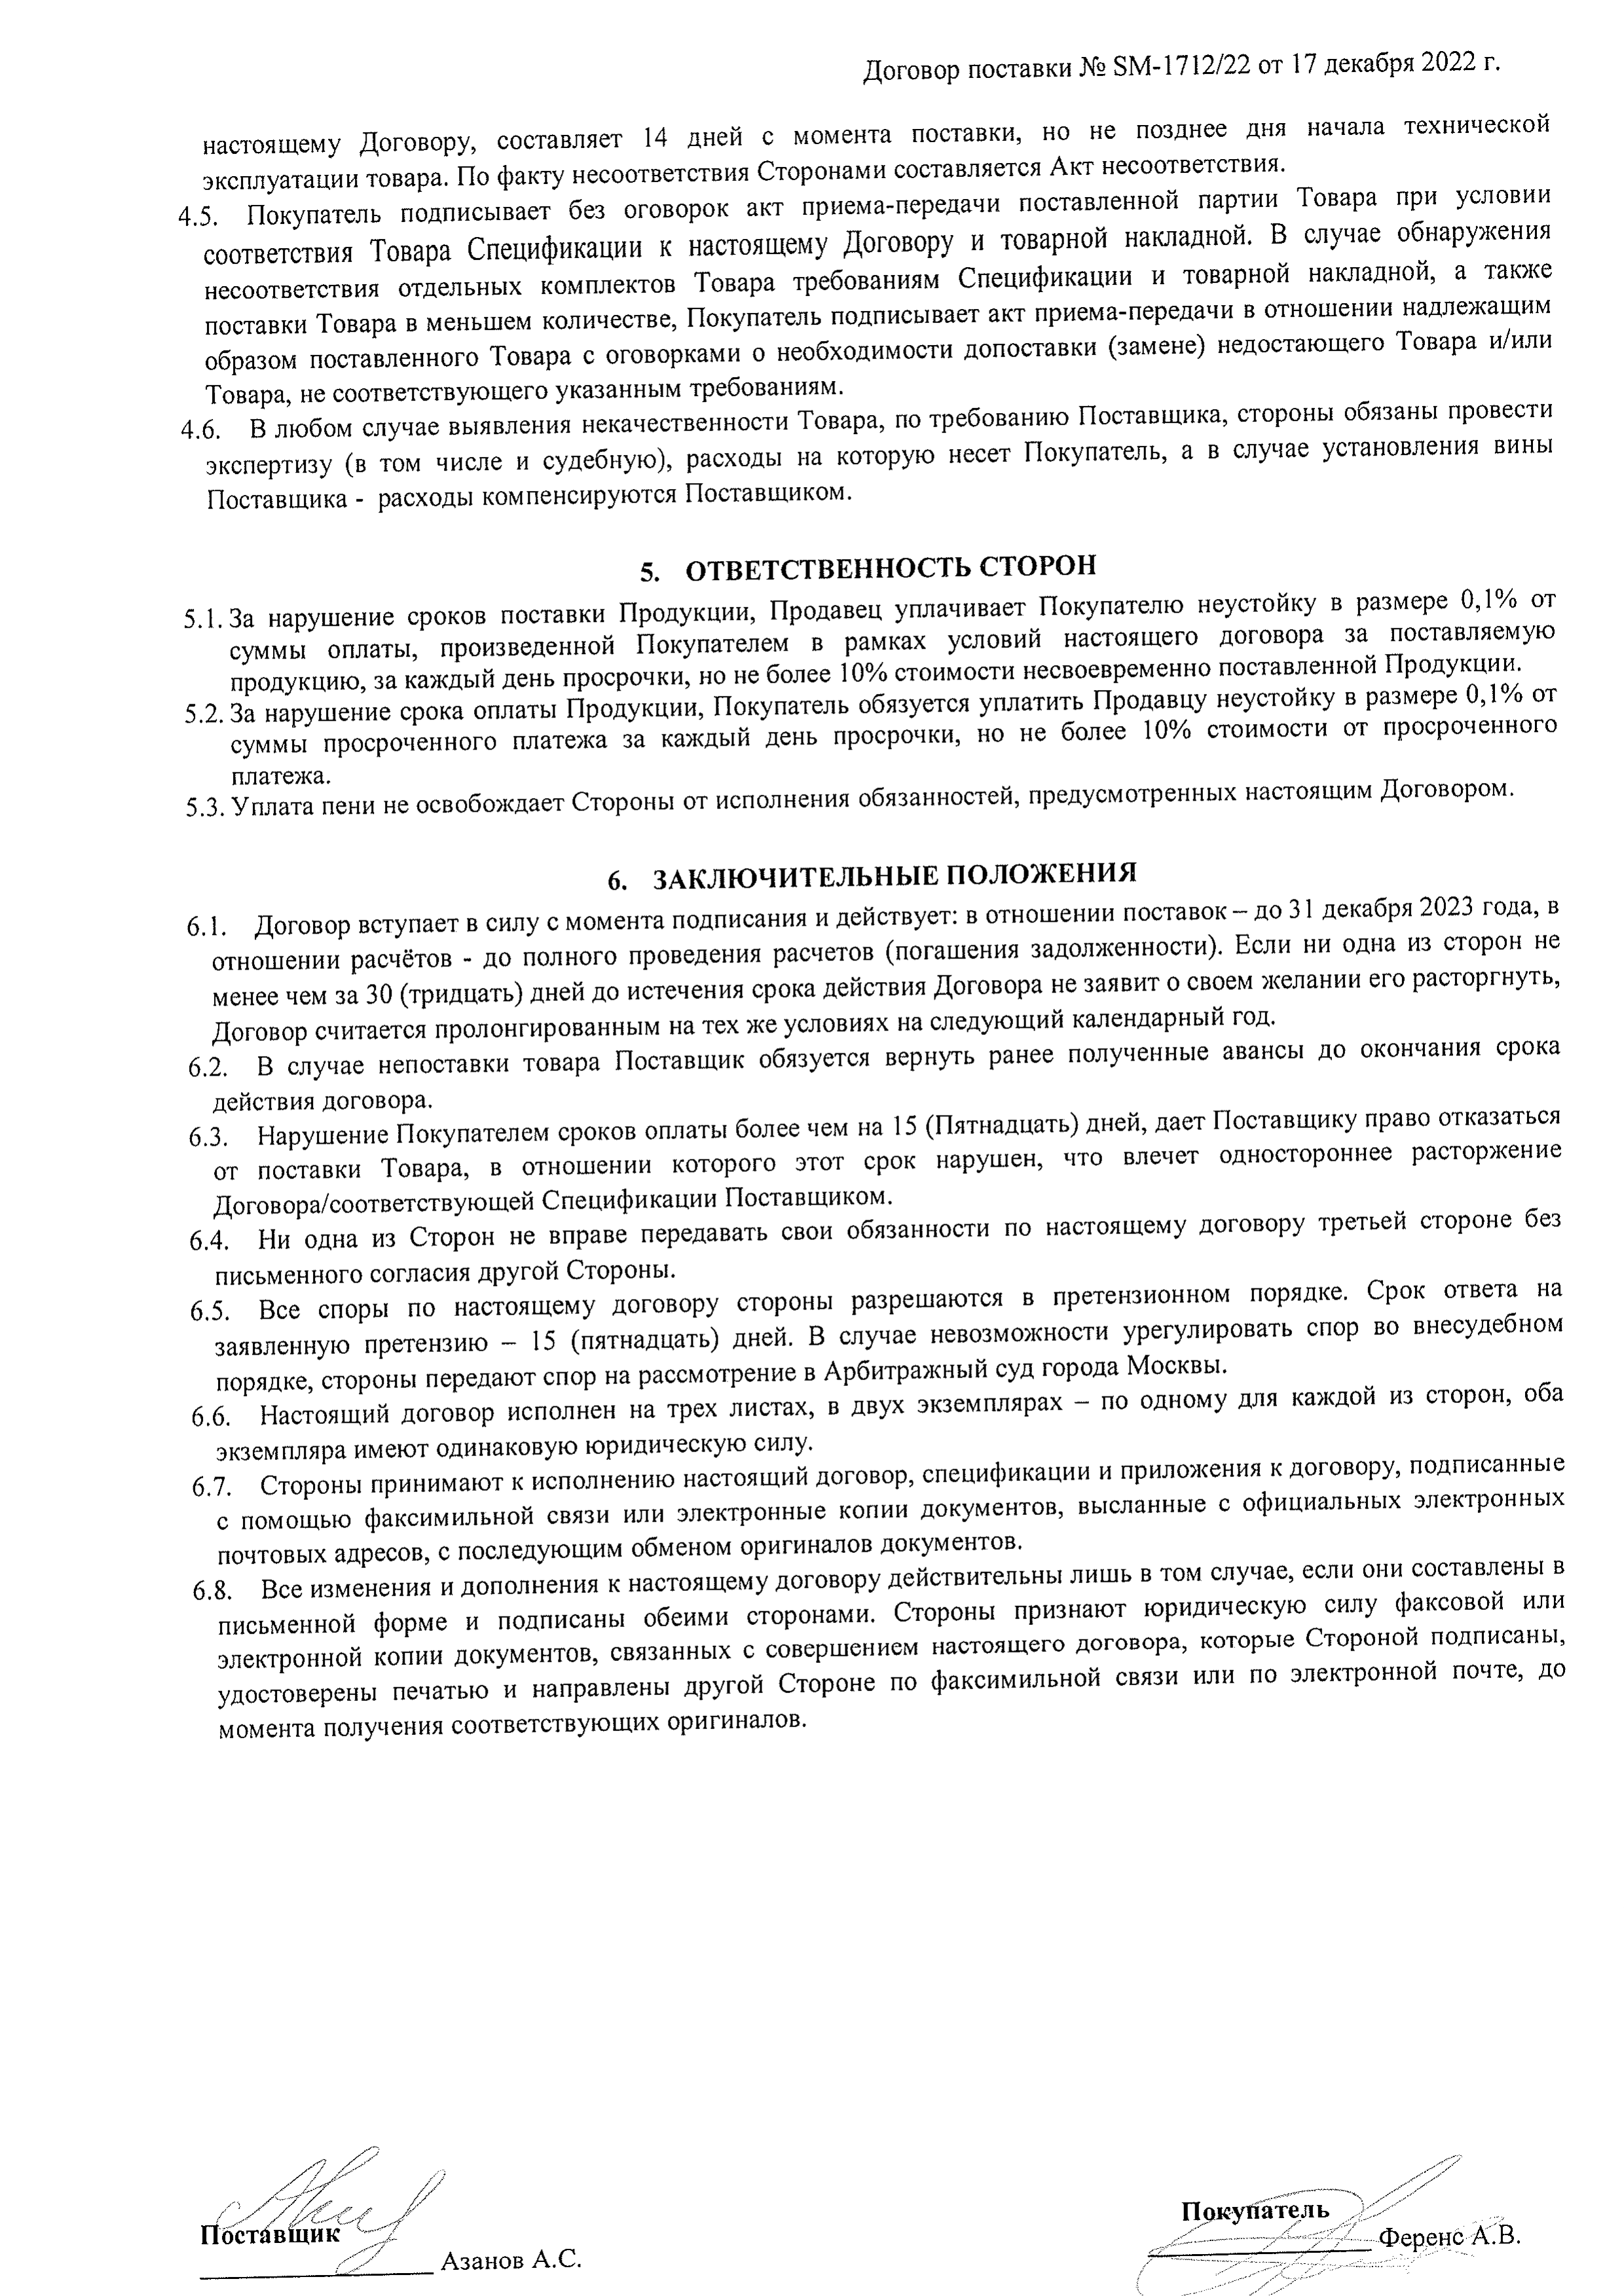 Договор поставки № SM-1712/22 от 17 декабря 2022 г.
настоящему Договору, составляет 14 дней с момента поставки, но не позднее дня начала технической
эксплуатации товара. По факту несоответствия Сторонами составляется Акт несоответствия.
4.5. Покупатель подписывает без оговорок акт приема-передачи поставленной партии Товара при условии
соответствия Товара Спецификации к настоящему Договору и товарной накладной. В случае обнаружения
несоответствия отдельных комплектов Товара требованиям Спецификации и товарной накладной, а также
поставки Товара в меньшем количестве, Покупатель подписывает акт приема-передачи в отношении надлежащим
образом поставленного Товара с оговорками о необходимости допоставки (замене) недостающего Товара и/или
Товара, не соответствующего указанным требованиям.
4.6. В любом случае выявления некачественности Товара, по требованию Поставщика, стороны обязаны провести
экспертизу (в том числе и судебную), расходы на которую несет Покупатель, а в случае установления вины
Поставщика - расходы компенсируются Поставщиком.
5. ОТВЕТСТВЕННОСТЬ СТОРОН
5.1. За нарушение сроков поставки Продукции, Продавец уплачивает Покупателю неустойку в размере 0,1% от
суммы оплаты, произведенной Покупателем в рамках условий настоящего договора за поставляемую
продукцию, за каждый день просрочки, но не более 10% стоимости несвоевременно поставленной Продукции.
5.2. За нарушение срока оплаты Продукции, Покупатель обязуется уплатить Продавцу неустойку в размере 0,1% от
суммы просроченного платежа за каждый день просрочки, но не более 10% стоимости от просроченного
платежа.
5.3. Уплата пени не освобождает Стороны от исполнения обязанностей, предусмотренных настоящим Договором.
6. ЗАКЛЮЧИТЕЛЬНЫЕ ПОЛОЖЕНИЯ
6.1. Договор вступает в силу с момента подписания и действует: в отношении поставок – до 31 декабря 2023 года, в
отношении расчётов - до полного проведения расчетов (погашения задолженности). Если ни одна из сторон не
менее чем за 30 (тридцать) дней до истечения срока действия Договора не заявит о своем желании его расторгнуть,
Договор считается пролонгированным на тех же условиях на следующий календарный год.
6.2. В случае непоставки товара Поставщик обязуется вернуть ранее полученные авансы до окончания срока
действия договора.
6.3. Нарушение Покупателем сроков оплаты более чем на 15 (Пятнадцать) дней, дает Поставщику право отказаться
от поставки Товара, в отношении которого этот срок нарушен, что влечет одностороннее расторжение
Договора/соответствующей Спецификации Поставщиком.
6.4. Ни одна из Сторон не вправе передавать свои обязанности по настоящему договору третьей стороне без
письменного согласия другой Стороны.
6.5. Все споры по настоящему договору стороны разрешаются в претензионном порядке. Срок ответа на
заявленную претензию – 15 (пятнадцать) дней. В случае невозможности урегулировать спор во внесудебном
порядке, стороны передают спор на рассмотрение в Арбитражный суд города Москвы.
6.6. Настоящий договор исполнен на трех листах, в двух экземплярах – по одному для каждой из сторон, оба
экземпляра имеют одинаковую юридическую силу.
6.7. Стороны принимают к исполнению настоящий договор, спецификации и приложения к договору, подписанные
с помощью факсимильной связи или электронные копии документов, высланные с официальных электронных
почтовых адресов, с последующим обменом оригиналов документов.
6.8. Все изменения и дополнения к настоящему договору действительны лишь в том случае, если они составлены в
письменной форме и подписаны обеими сторонами. Стороны признают юридическую силу факсовой или
электронной копии документов, связанных с совершением настоящего договора, которые Стороной подписаны,
удостоверены печатью и направлены другой Стороне по факсимильной связи или по электронной почте, до
момента получения соответствующих оригиналов.
Поставщик
Азанов А.С.
Покупатель
Ференс А.В.